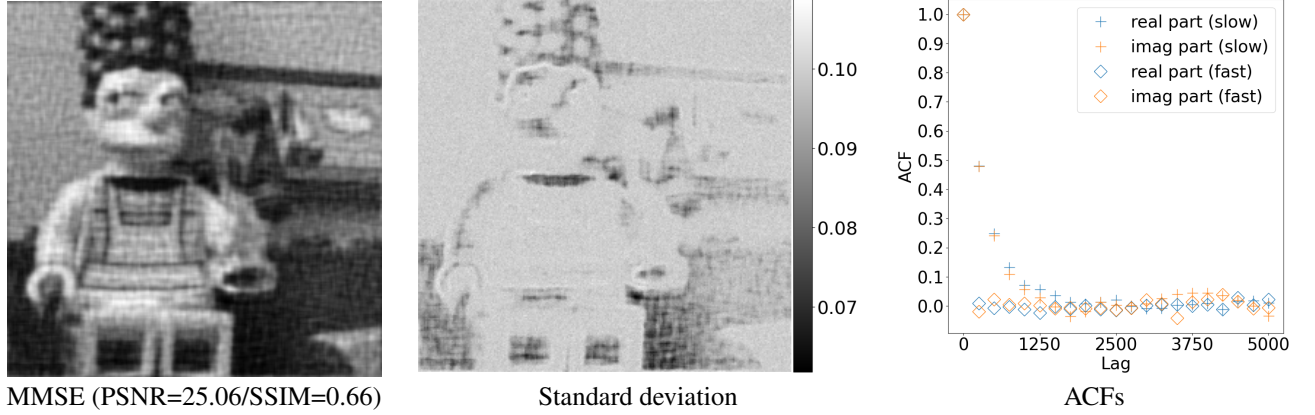 0.10
0.09
0.08
0.07
1.0
0.9
0.8
0.7
0.6
0.5
0.4
0.3
0.2
0.1
0.0
ACF
real part (slow)
imag part (slow)
real part (fast)
imag part (fast)
0 1250 2500 3750 5000
Lag
MMSE (PSNR=25.06/SSIM=0.66) Standard deviation ACFs